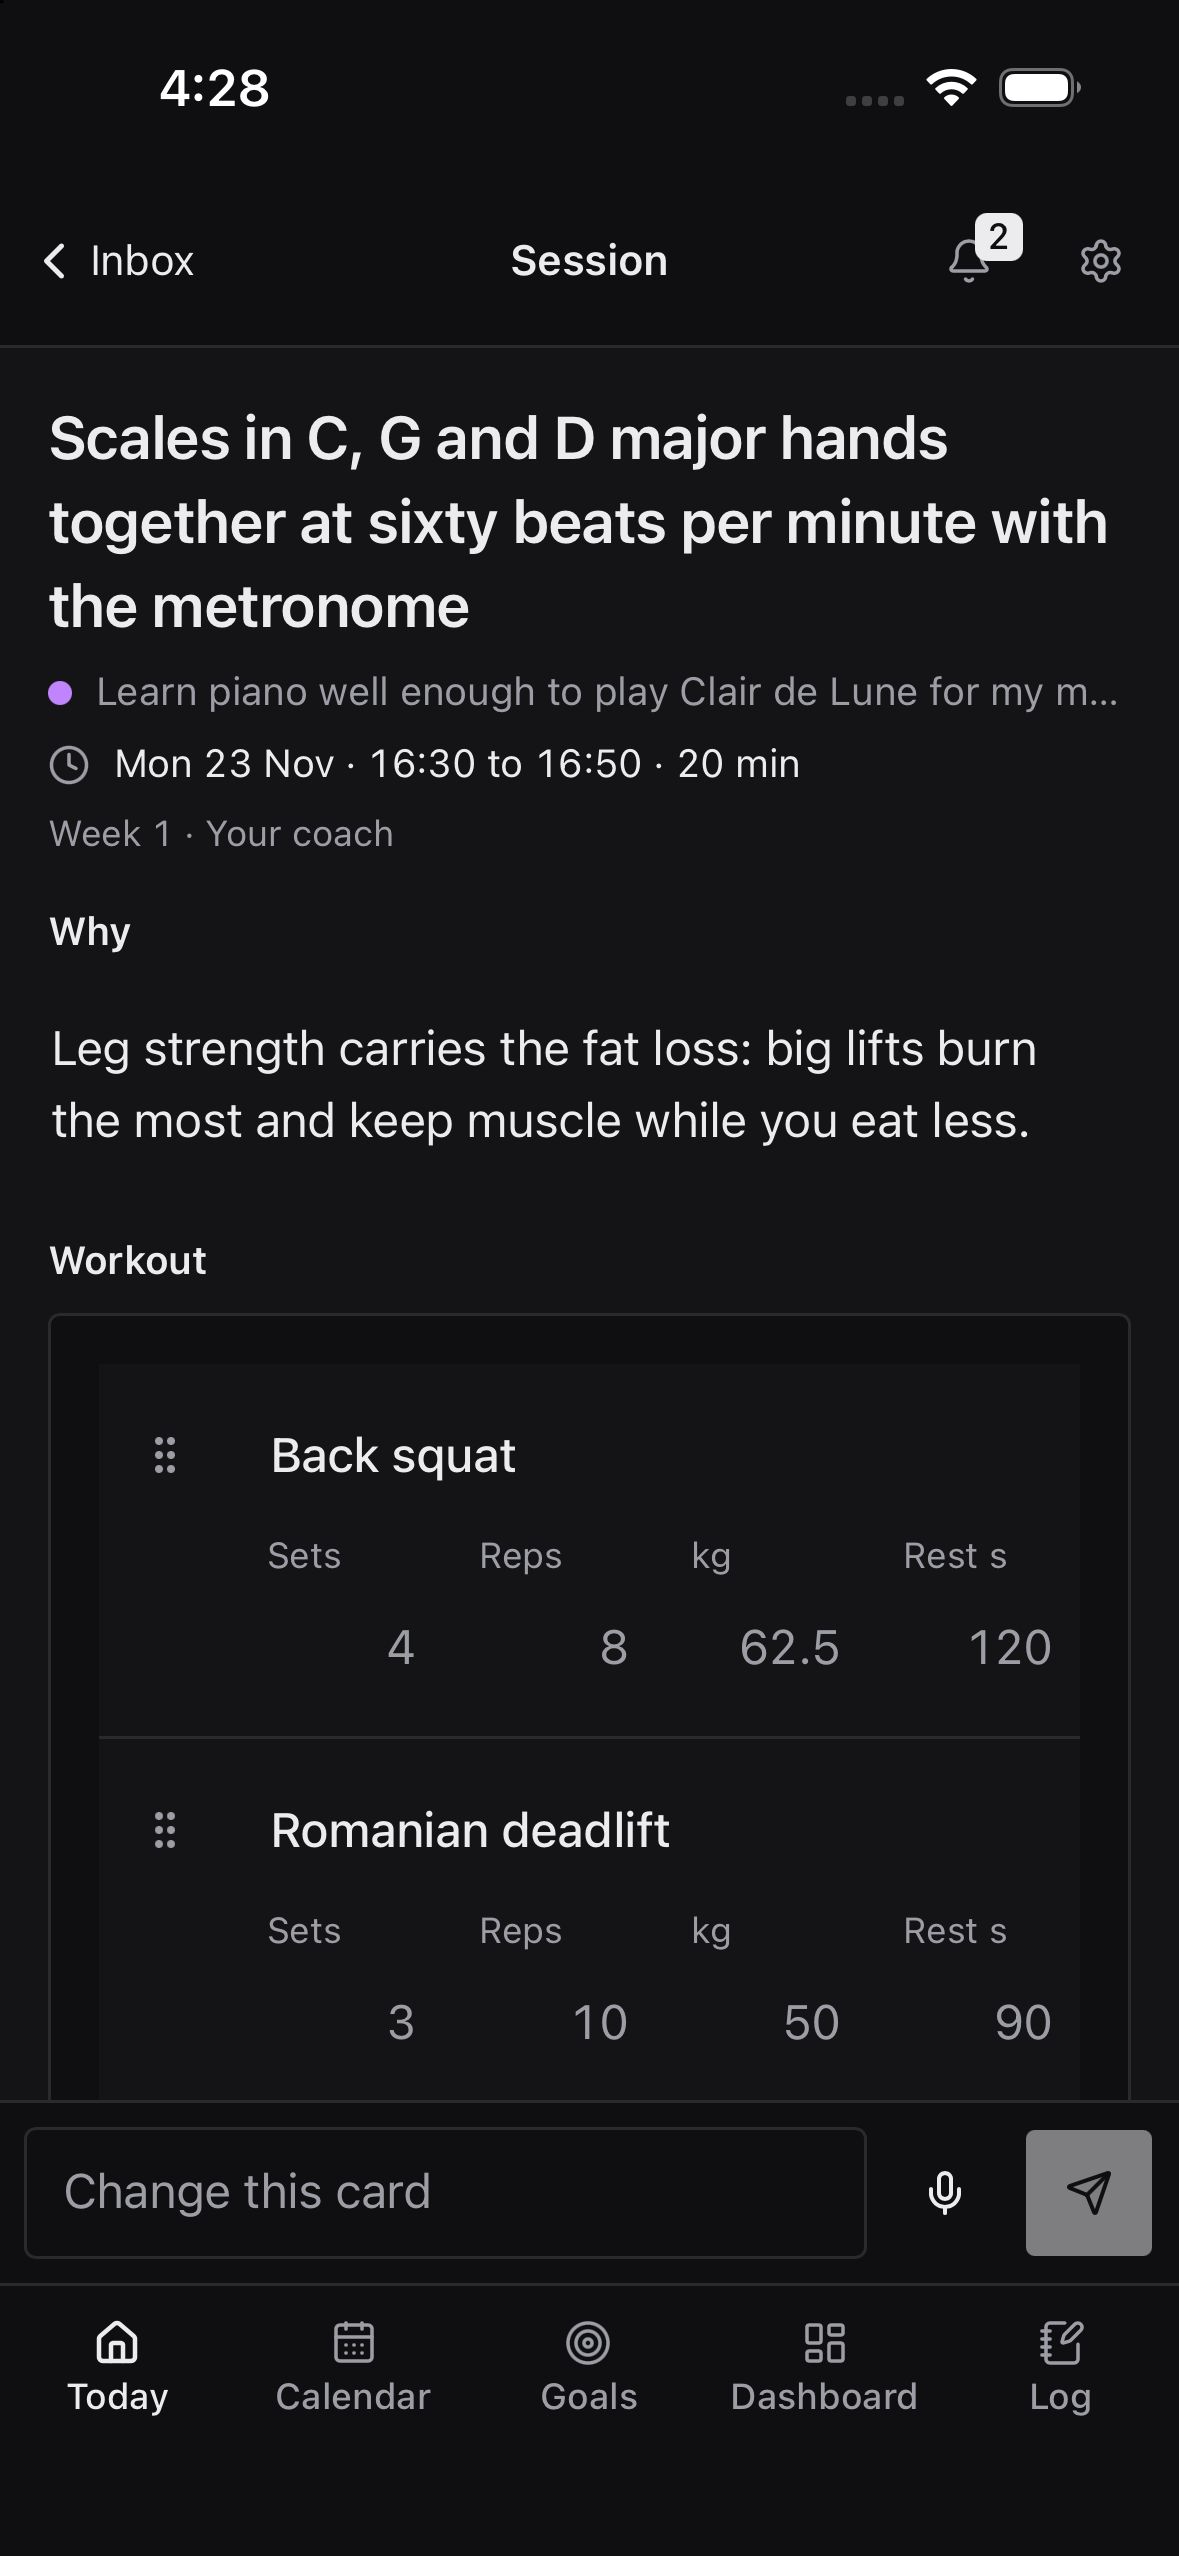 4:28
Inbox
Session
2
Scales in C, G and D major hands
together at sixty beats per minute with
the metronome
Learn piano well enough to play Clair de Lune for my m...
Mon 23 Nov · 16:30 to 16:50 · 20 min
Week 1 · Your coach
Why
Leg strength carries the fat loss: big lifts burn
the most and keep muscle while you eat less.
Workout
Back squat
Sets Reps kg Rest s
4 8 62.5 120
Romanian deadlift
Sets Reps kg Rest s
3 10 50 90
Change this card
Today Calendar Goals Dashboard Log